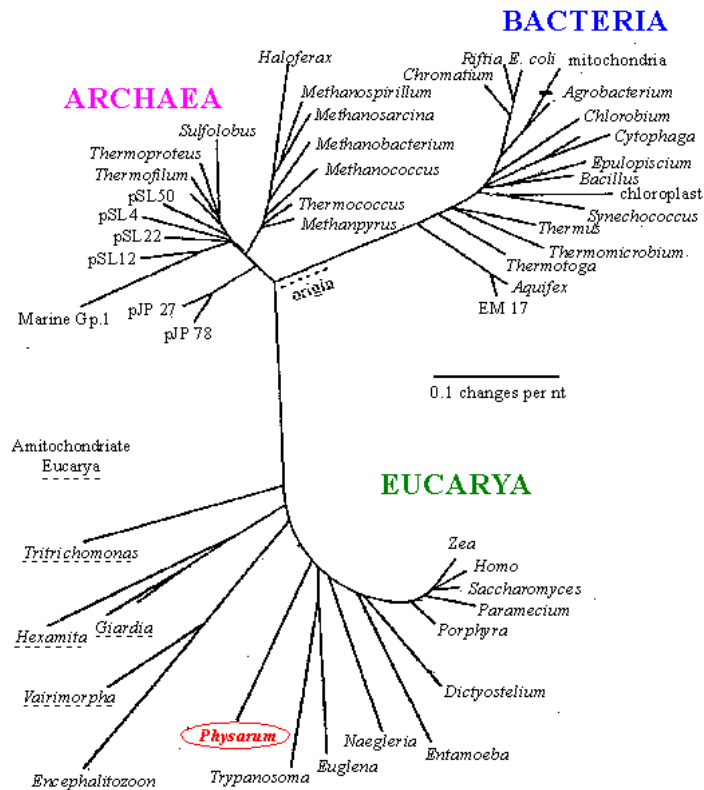 BACTERIA
ARCHAEA
Haloferax
Riftia
E. coli
mitochondria
Chromatium
Methanospirillum
Agrobacterium
Methanosarcina
Chlorobium
Sulfolobus
Cytophaga
Methanobacterium
Thermoproteus
Epulopiscium
Methanococcus
Thermofilum
Bacillus
pSL50
chloroplast
Thermococcus
pSL4
Synechococcus
Methanpyrus
Thermus
pSL22
Thermomicrobium
pSL12
Thermotoga
origin
Aquifex
EM 17
pJP 27
Marine Gp.1
pJP 78
0.1 changes per nt
Amitochondriate
Eucarya
EUCARYA
Zea
Tritrichomonas
Homo
Saccharomyces
Paramecium
Giardia
Hexamita
Porphyra
Vairimorpha
Dictyostelium
Physarum
Naegleria
Entamoeba
Euglena
Trypanosoma
Encephalitozoon